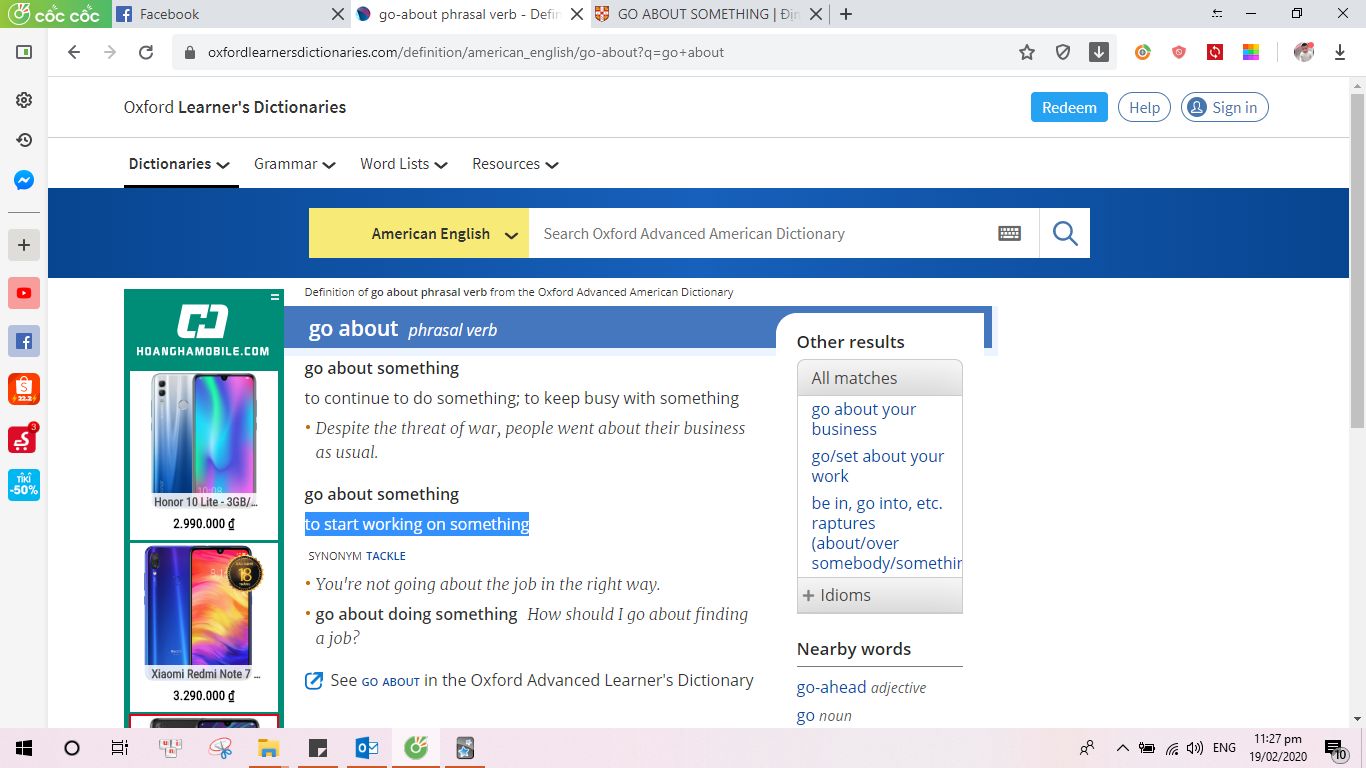 cốc cốc
Facebook
go-about phrasal verb - Defin
GO ABOUT SOMETHING | Địn
oxfordlearnersdictionaries.com/definition/american_english/go-about?q=go+about
Oxford Learner's Dictionaries
Redeem
Help
Sign in
Dictionaries
Grammar
Word Lists
Resources
American English
Search Oxford Advanced American Dictionary
22.2
3
TIKI
-50%
HOANGHAMOBILE.COM
Honor 10 Lite - 3GB/...
2.990.000 ₫
18
Xiaomi Redmi Note 7 ...
3.290.000 ₫
Definition of go about phrasal verb from the Oxford Advanced American Dictionary
go about phrasal verb
go about something
to continue to do something; to keep busy with something
• Despite the threat of war, people went about their business
as usual.
go about something
to start working on something
SYNONYM TACKLE
• You're not going about the job in the right way.
• go about doing something How should I go about finding
a job?
See GO ABOUT in the Oxford Advanced Learner's Dictionary
Other results
All matches
go about your
business
go/set about your
work
be in, go into, etc.
raptures
(about/over
somebody/somethin
+ Idioms
Nearby words
go-ahead adjective
go noun
ENG
11:27 pm
19/02/2020
10